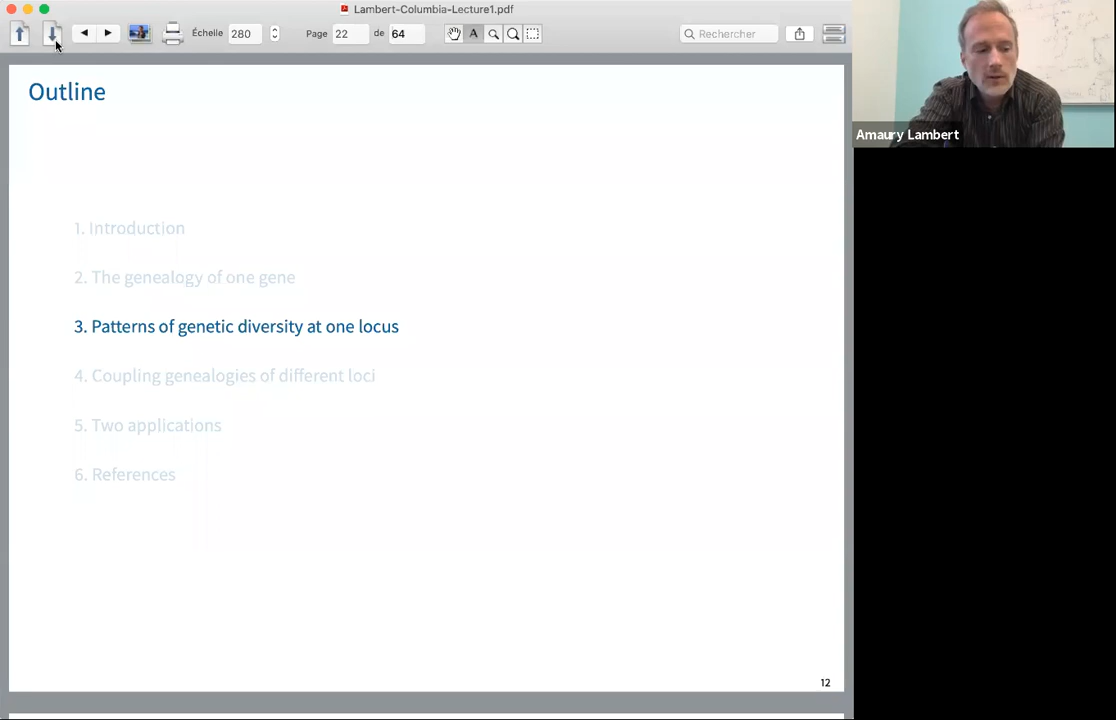 Lambert-Columbia-Lecture1.pdf
Échelle 280 Page 22 de 64 A Rechercher
Amaury Lambert
Outline
1. Introduction
2. The genealogy of one gene
3. Patterns of genetic diversity at one locus
4. Coupling genealogies of different loci
5. Two applications
6. References
12